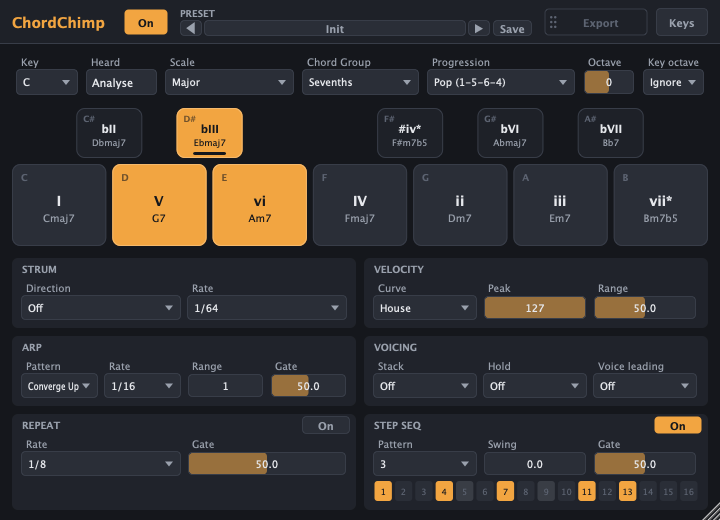 ChordChimp
On
PRESET
Init
Save
Export
Keys
Key
Heard
Scale
Chord Group
Progression
Octave
Key octave
C
Analyse
Major
Sevenths
Pop (1-5-6-4)
0
Ignore
C#
bII
Dbmaj7
D#
bIII
Ebmaj7
F#
#iv*
F#m7b5
G#
bVI
Abmaj7
A#
bVII
Bb7
C
I
Cmaj7
D
V
G7
E
vi
Am7
F
IV
Fmaj7
G
ii
Dm7
A
iii
Em7
B
vii*
Bm7b5
STRUM
Direction
Rate
Off
1/64
VELOCITY
Curve
Peak
Range
House
127
50.0
ARP
Pattern
Rate
Range
Gate
Converge Up
1/16
1
50.0
VOICING
Stack
Hold
Voice leading
Off
Off
Off
REPEAT
On
Rate
Gate
1/8
50.0
STEP SEQ
On
Pattern
Swing
Gate
3
0.0
50.0
1 2 3 4 5 6 7 8 9 10 11 12 13 14 15 16